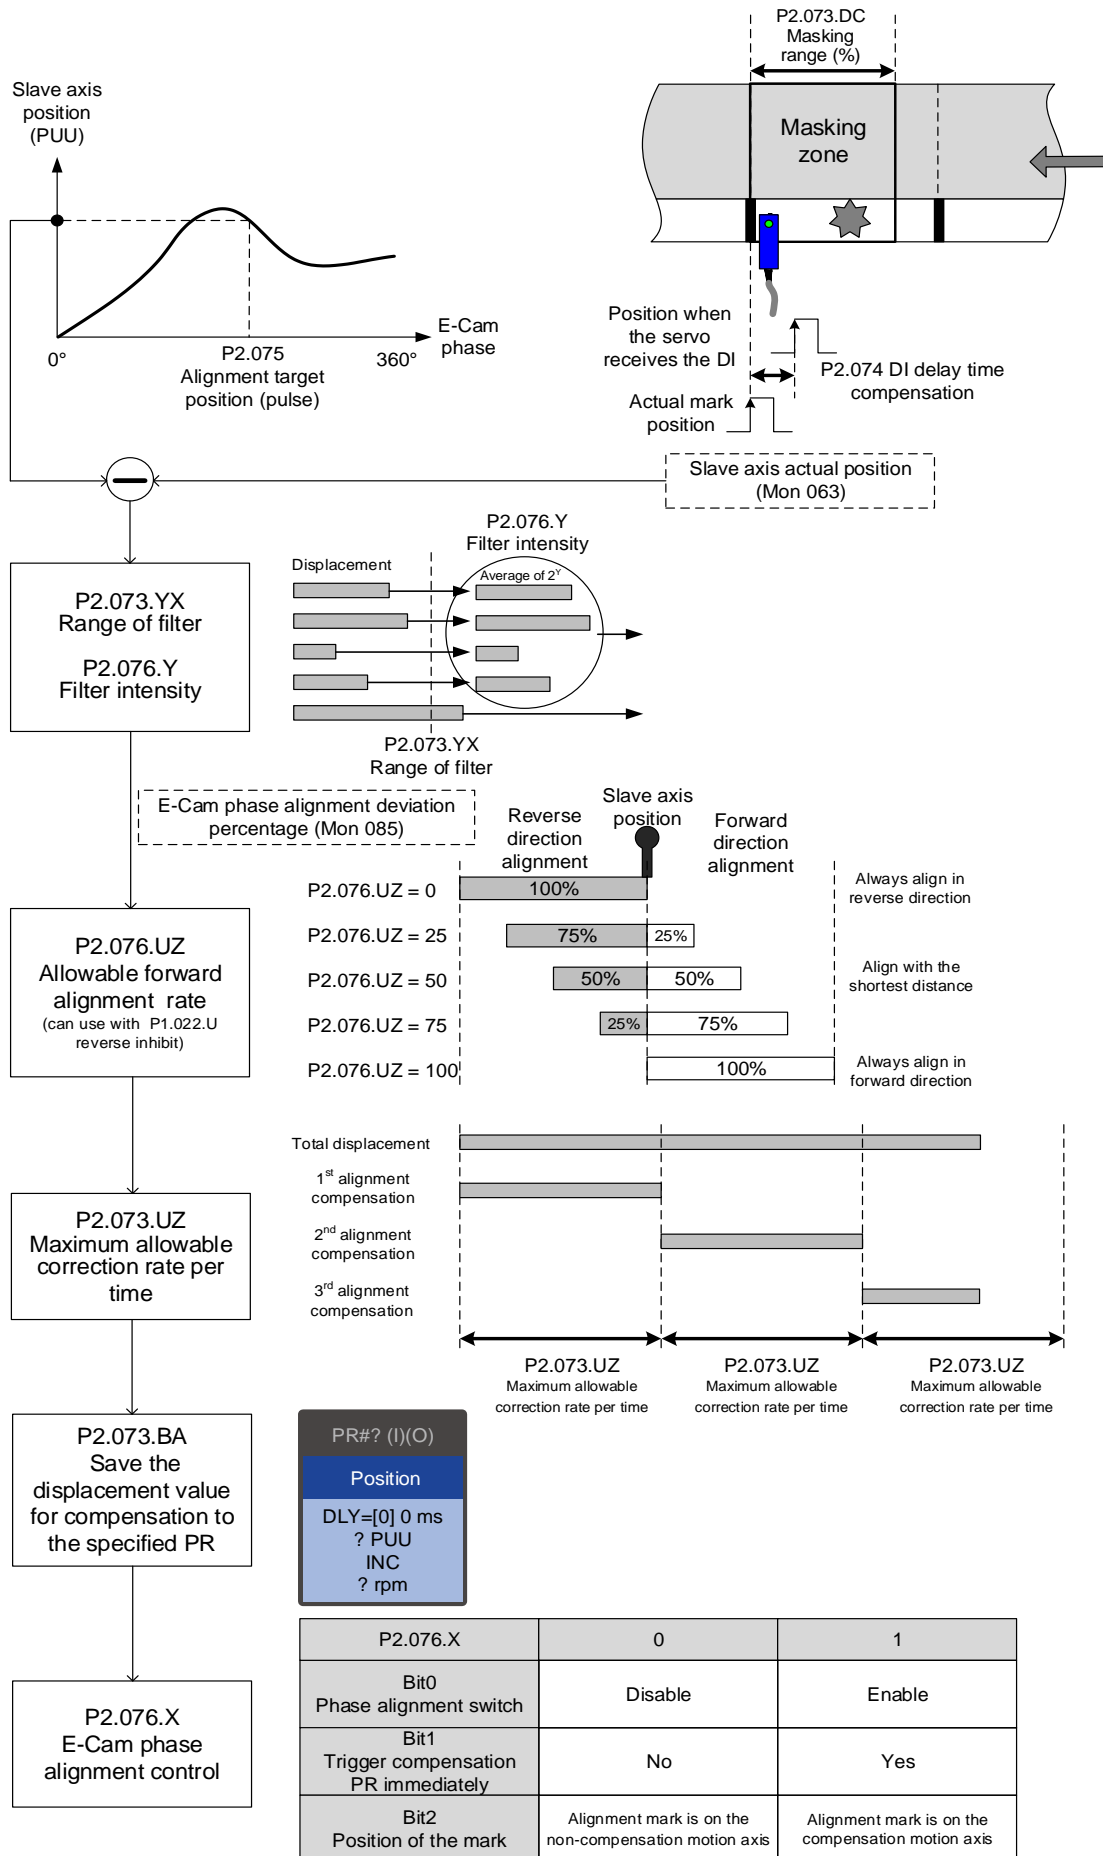 P2.073.DC
Masking
range (%)
Slave axis
position
(PUU)
Masking
zone
E-Cam
phase
0°
P2.075
360°
Alignment target
position (pulse)
Position when
the servo
receives the DI
P2.074 DI delay time
compensation
Actual mark
position
Slave axis actual position
(Mon 063)
P2.073.YX
Range of filter
P2.076.Y
Filter intensity
P2.076.Y
Filter intensity
Displacement
Average of 2^Y
P2.073.YX
Range of filter
E-Cam phase alignment deviation
percentage (Mon 085)
Reverse
direction
alignment
Slave axis
position
Forward
direction
alignment
P2.076.UZ = 0
100%
Always align in
reverse direction
P2.076.UZ = 25
75%
25%
P2.076.UZ = 50
50%
50%
Align with the
shortest distance
P2.076.UZ = 75
25%
75%
P2.076.UZ = 100
100%
Always align in
forward direction
P2.076.UZ
Allowable forward
alignment rate
(can use with P1.022.U
reverse inhibit)
Total displacement
1st alignment
compensation
2nd alignment
compensation
3rd alignment
compensation
P2.073.UZ
Maximum allowable
correction rate per time
P2.073.UZ
Maximum allowable
correction rate per time
P2.073.UZ
Maximum allowable
correction rate per time
P2.073.UZ
Maximum allowable
correction rate per
time
P2.073.BA
Save the
displacement value
for compensation to
the specified PR
PR#? (I)(O)
Position
DLY=[0] 0 ms
? PUU
INC
? rpm
P2.076.X
E-Cam phase
alignment control
P2.076.X
0
1
Bit0
Phase alignment switch
Disable
Enable
Bit1
Trigger compensation
PR immediately
No
Yes
Bit2
Position of the mark
Alignment mark is on the
non-compensation motion axis
Alignment mark is on the
compensation motion axis